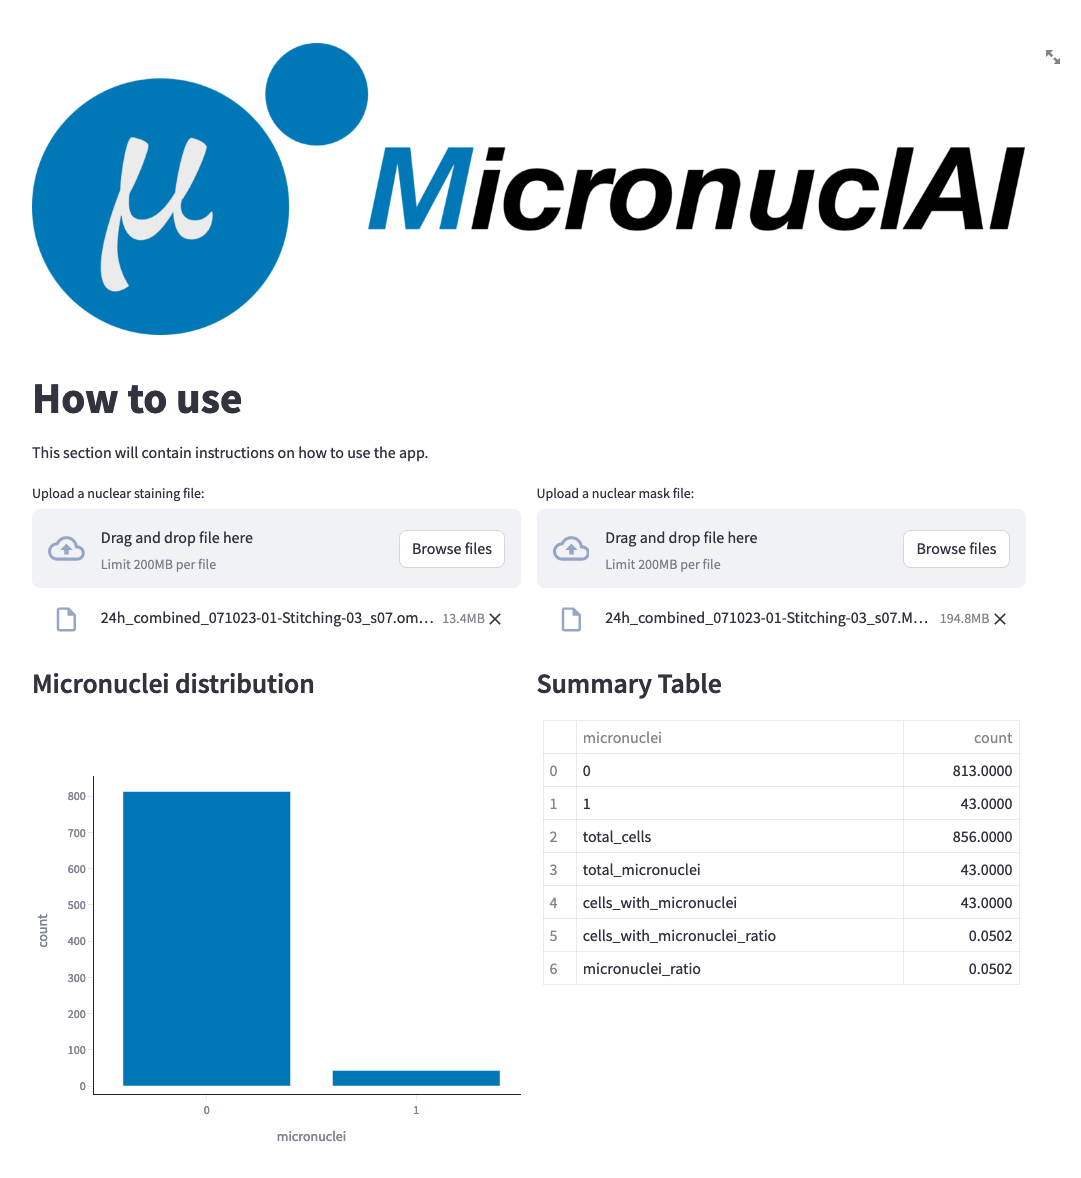 μ
MicronuclAI
How to use
This section will contain instructions on how to use the app.
Upload a nuclear staining file:
Drag and drop file here
Limit 200MB per file
Browse files
24h_combined_071023-01-Stitching-03_s07.om… 13.4MB
Upload a nuclear mask file:
Drag and drop file here
Limit 200MB per file
Browse files
24h_combined_071023-01-Stitching-03_s07.M… 194.8MB
Micronuclei distribution
800
700
600
500
400
300
200
100
0
count
0 1
micronuclei
Summary Table
micronuclei count
0 0 813.0000
1 1 43.0000
2 total_cells 856.0000
3 total_micronuclei 43.0000
4 cells_with_micronuclei 43.0000
5 cells_with_micronuclei_ratio 0.0502
6 micronuclei_ratio 0.0502